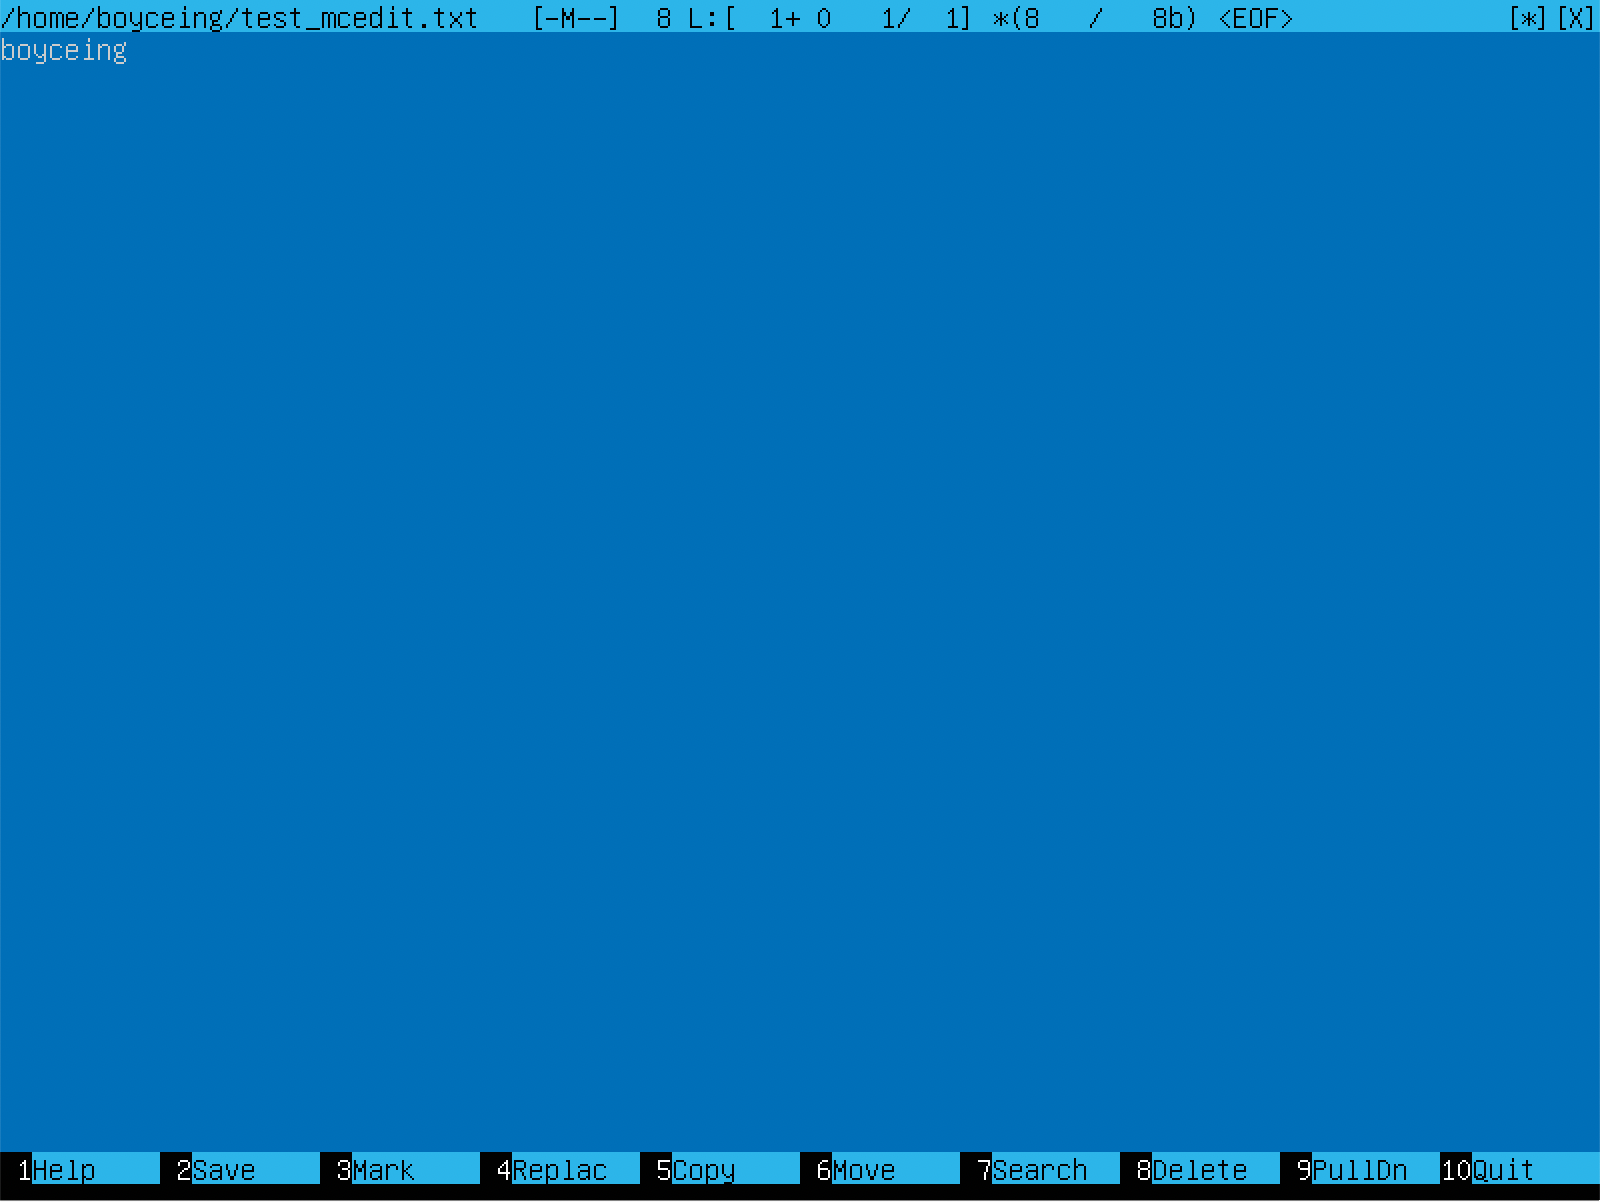 /home/boyceing/test_mcedit.txt   [-M--]  8 L:[  1+ 0   1/  1] *(8   /   8b) <EOF>             [*][X]
boyceing
1Help     2Save     3Mark     4Replac   5Copy     6Move     7Search   8Delete   9PullDn  10Quit